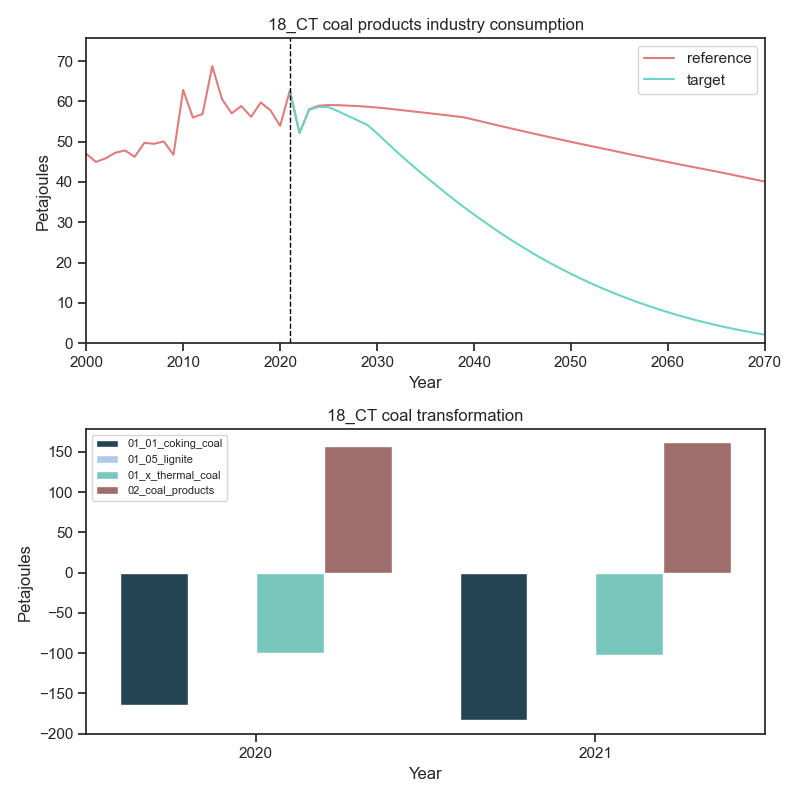 18_CT coal products industry consumption
70
60
50
40
30
20
10
0
Petajoules
reference
target
2000 2010 2020 2030 2040 2050 2060 2070
Year
18_CT coal transformation
150
100
50
0
−50
−100
−150
−200
Petajoules
01_01_coking_coal
01_05_lignite
01_x_thermal_coal
02_coal_products
2020 2021
Year